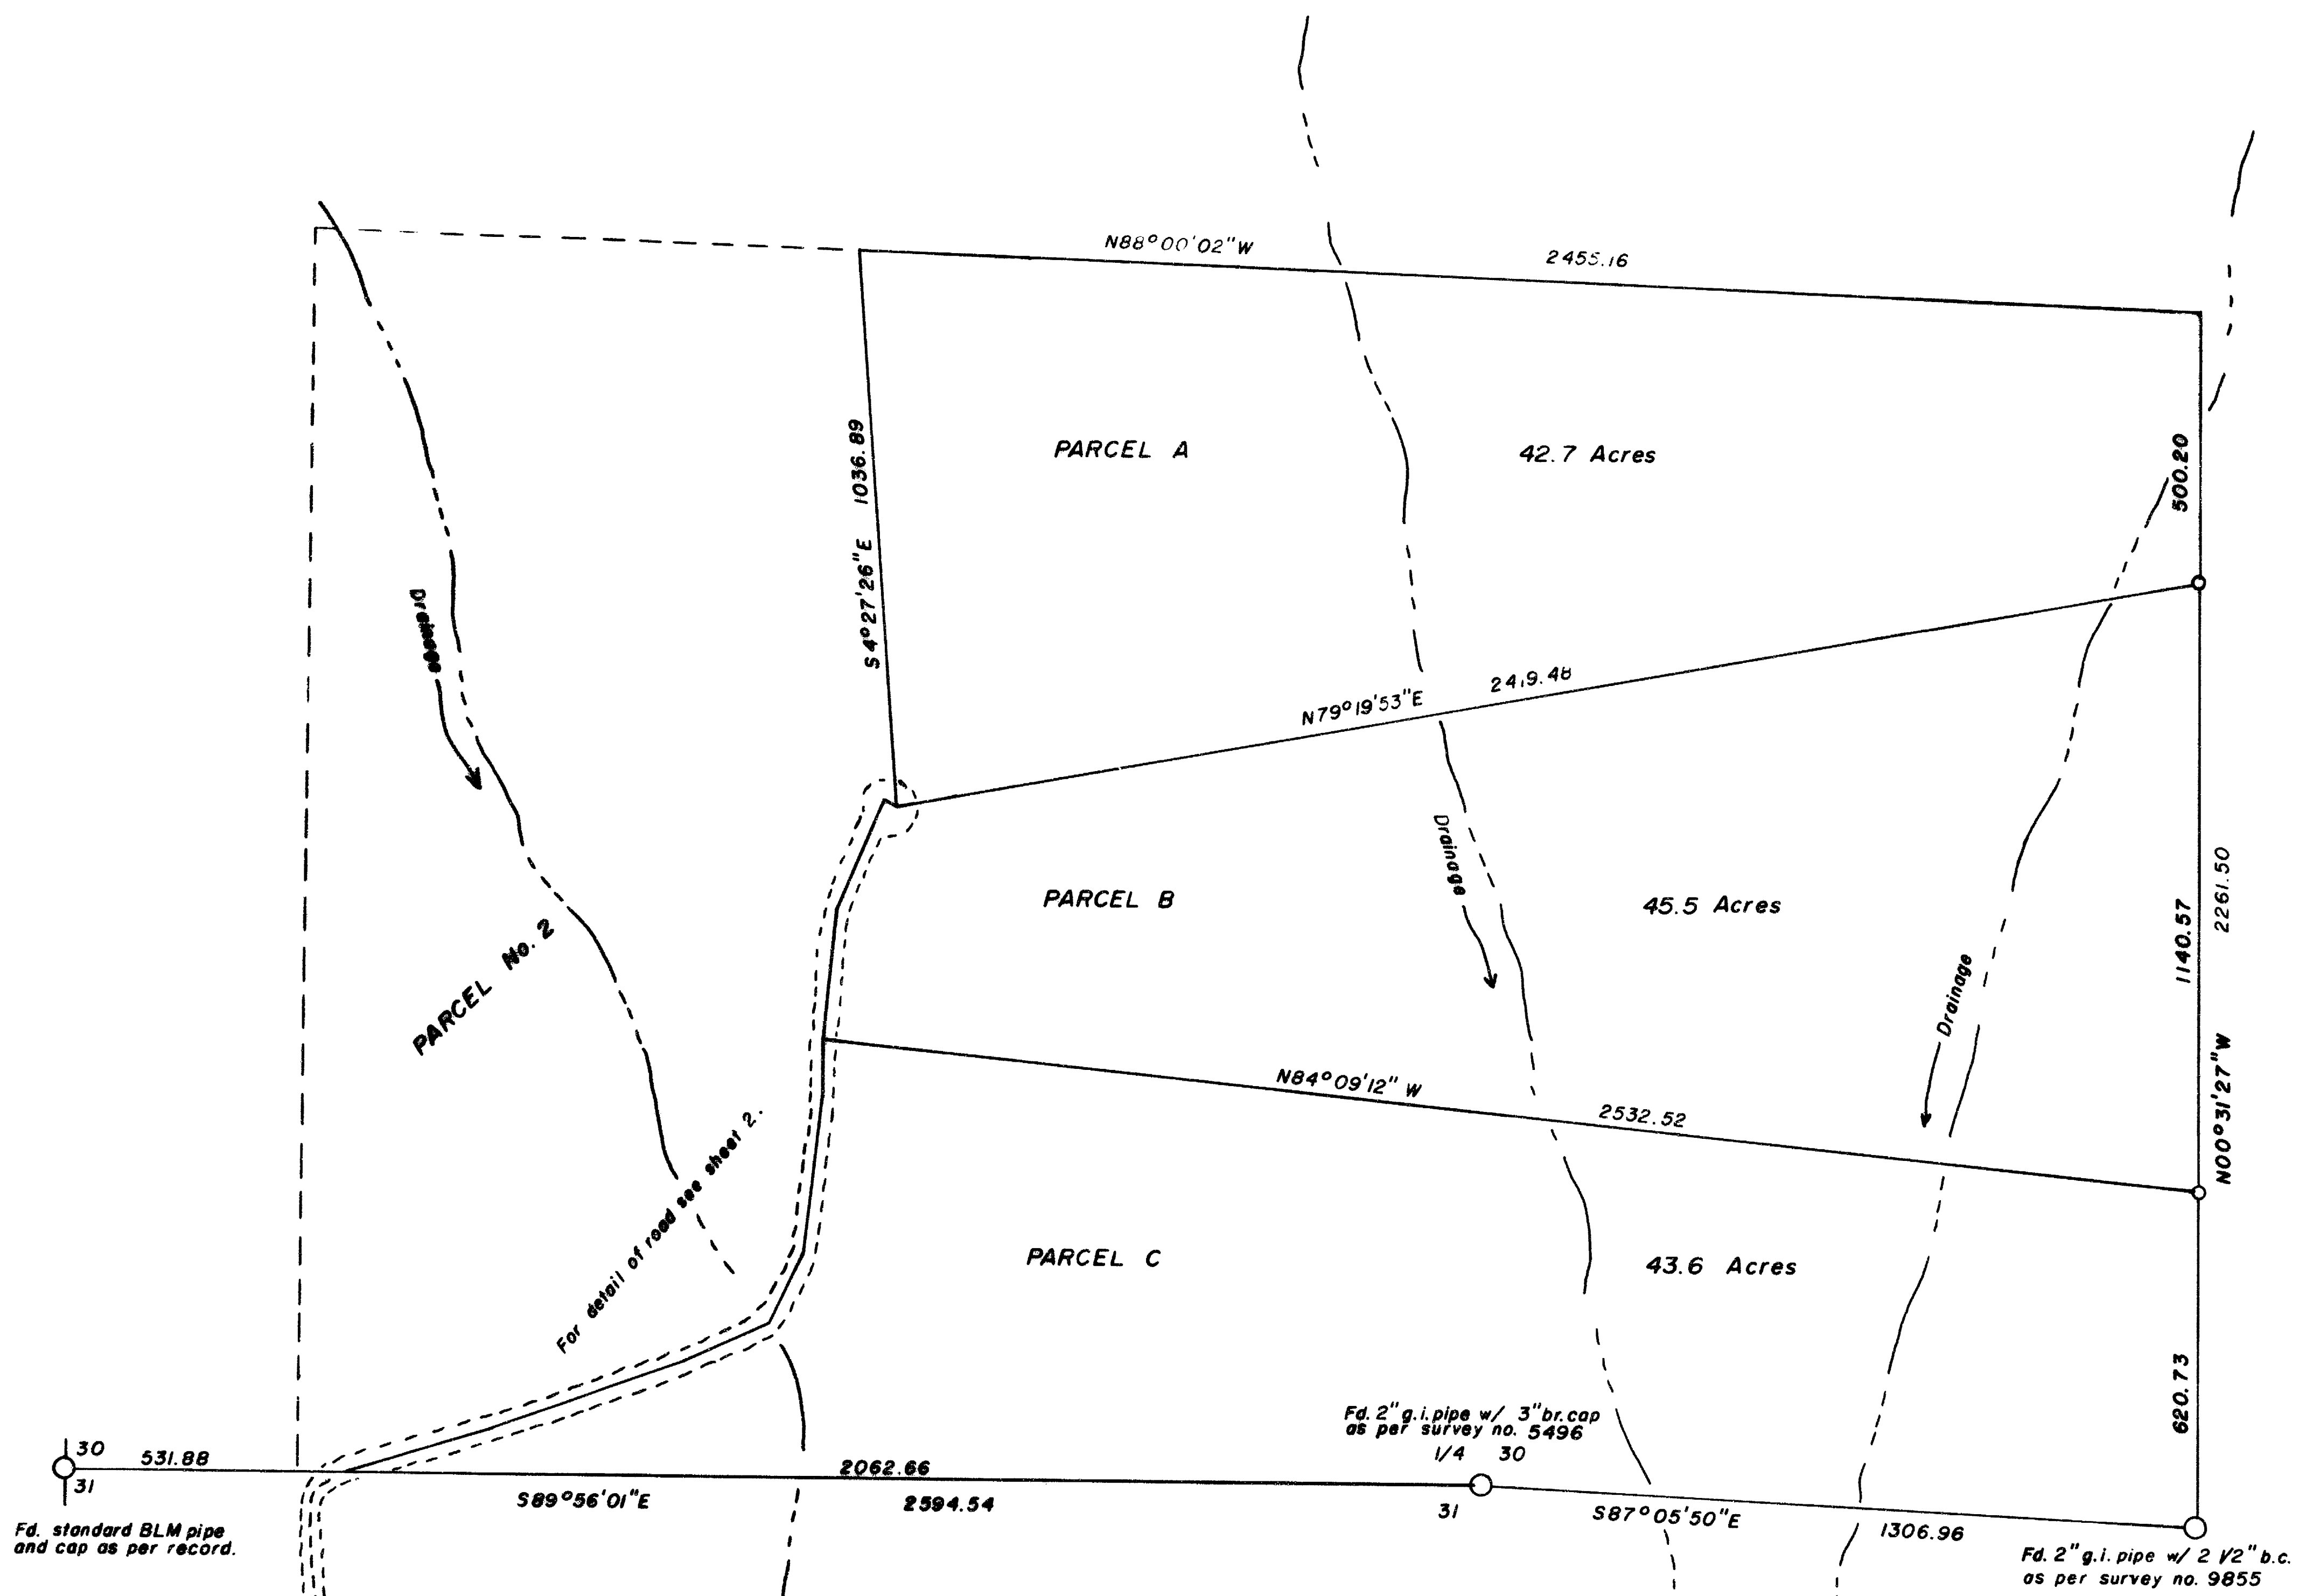 N88°00'02"W
2455.16
S4°27'26"E 1036.89
PARCEL A
42.7 Acres
500.20
Drainage
N79°19'53"E
2419.48
PARCEL No. 2
PARCEL B
45.5 Acres
Drainage
Drainage
1140.57
2261.50
N00°31'27"W
N84°09'12" W
2532.52
For detail of road see sheet 2.
PARCEL C
43.6 Acres
620.73
30
31
531.88
S89°56'01"E
2062.66
2594.54
Fd. 2" g.i. pipe w/ 3" br. cap
as per survey no. 5496
1/4 30
31
S87°05'50"E
1306.96
Fd. standard BLM pipe
and cap as per record.
Fd. 2" g.i. pipe w/ 2 1/2" b.c.
as per survey no. 9855